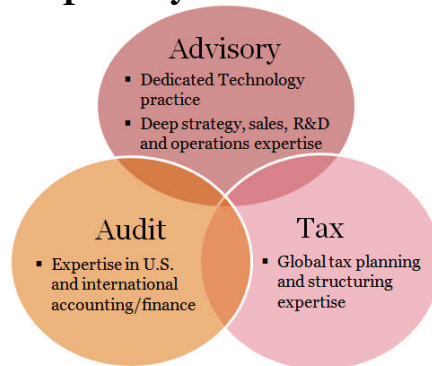 Advisory
▪ Dedicated Technology
practice
▪ Deep strategy, sales, R&D
and operations expertise
Audit
▪ Expertise in U.S.
and international
accounting/finance
Tax
▪ Global tax planning
and structuring
expertise